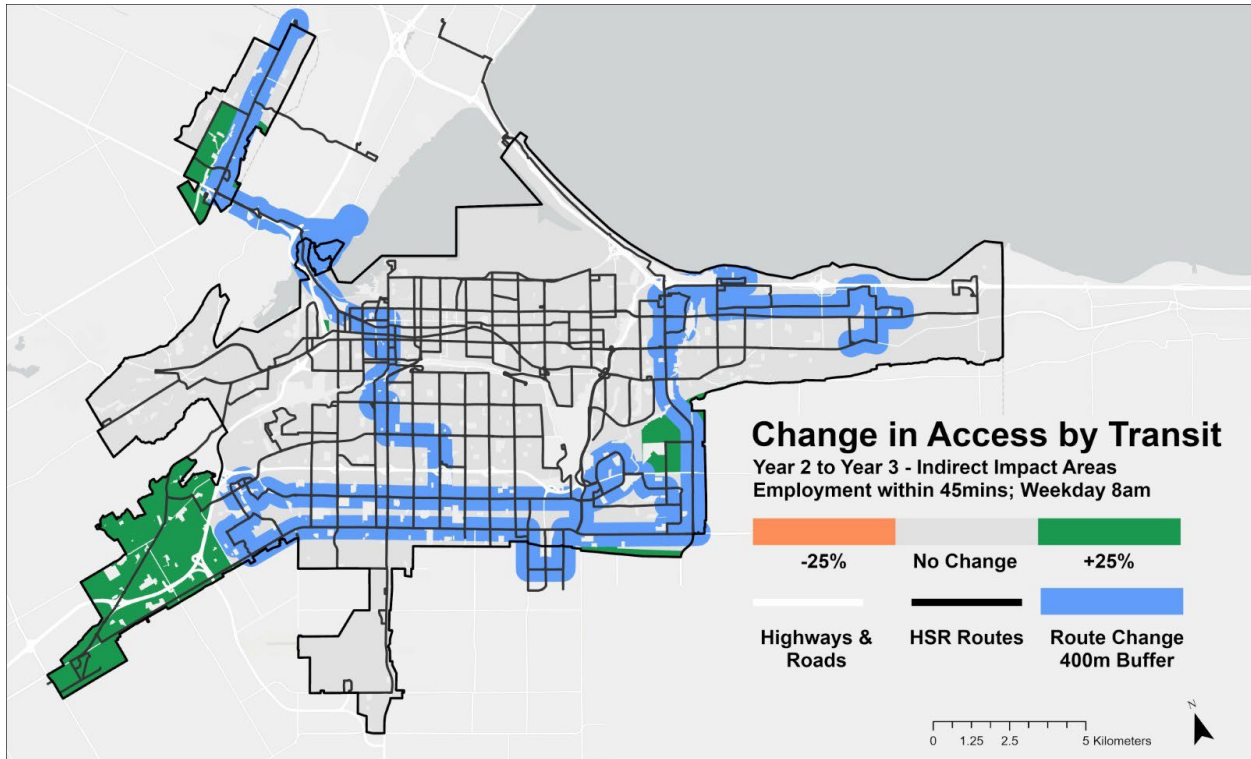 Change in Access by Transit
Year 2 to Year 3 - Indirect Impact Areas
Employment within 45mins; Weekday 8am
-25%
No Change
+25%
Highways &
Roads
HSR Routes
Route Change
400m Buffer
N
0 1.25 2.5 5 Kilometers